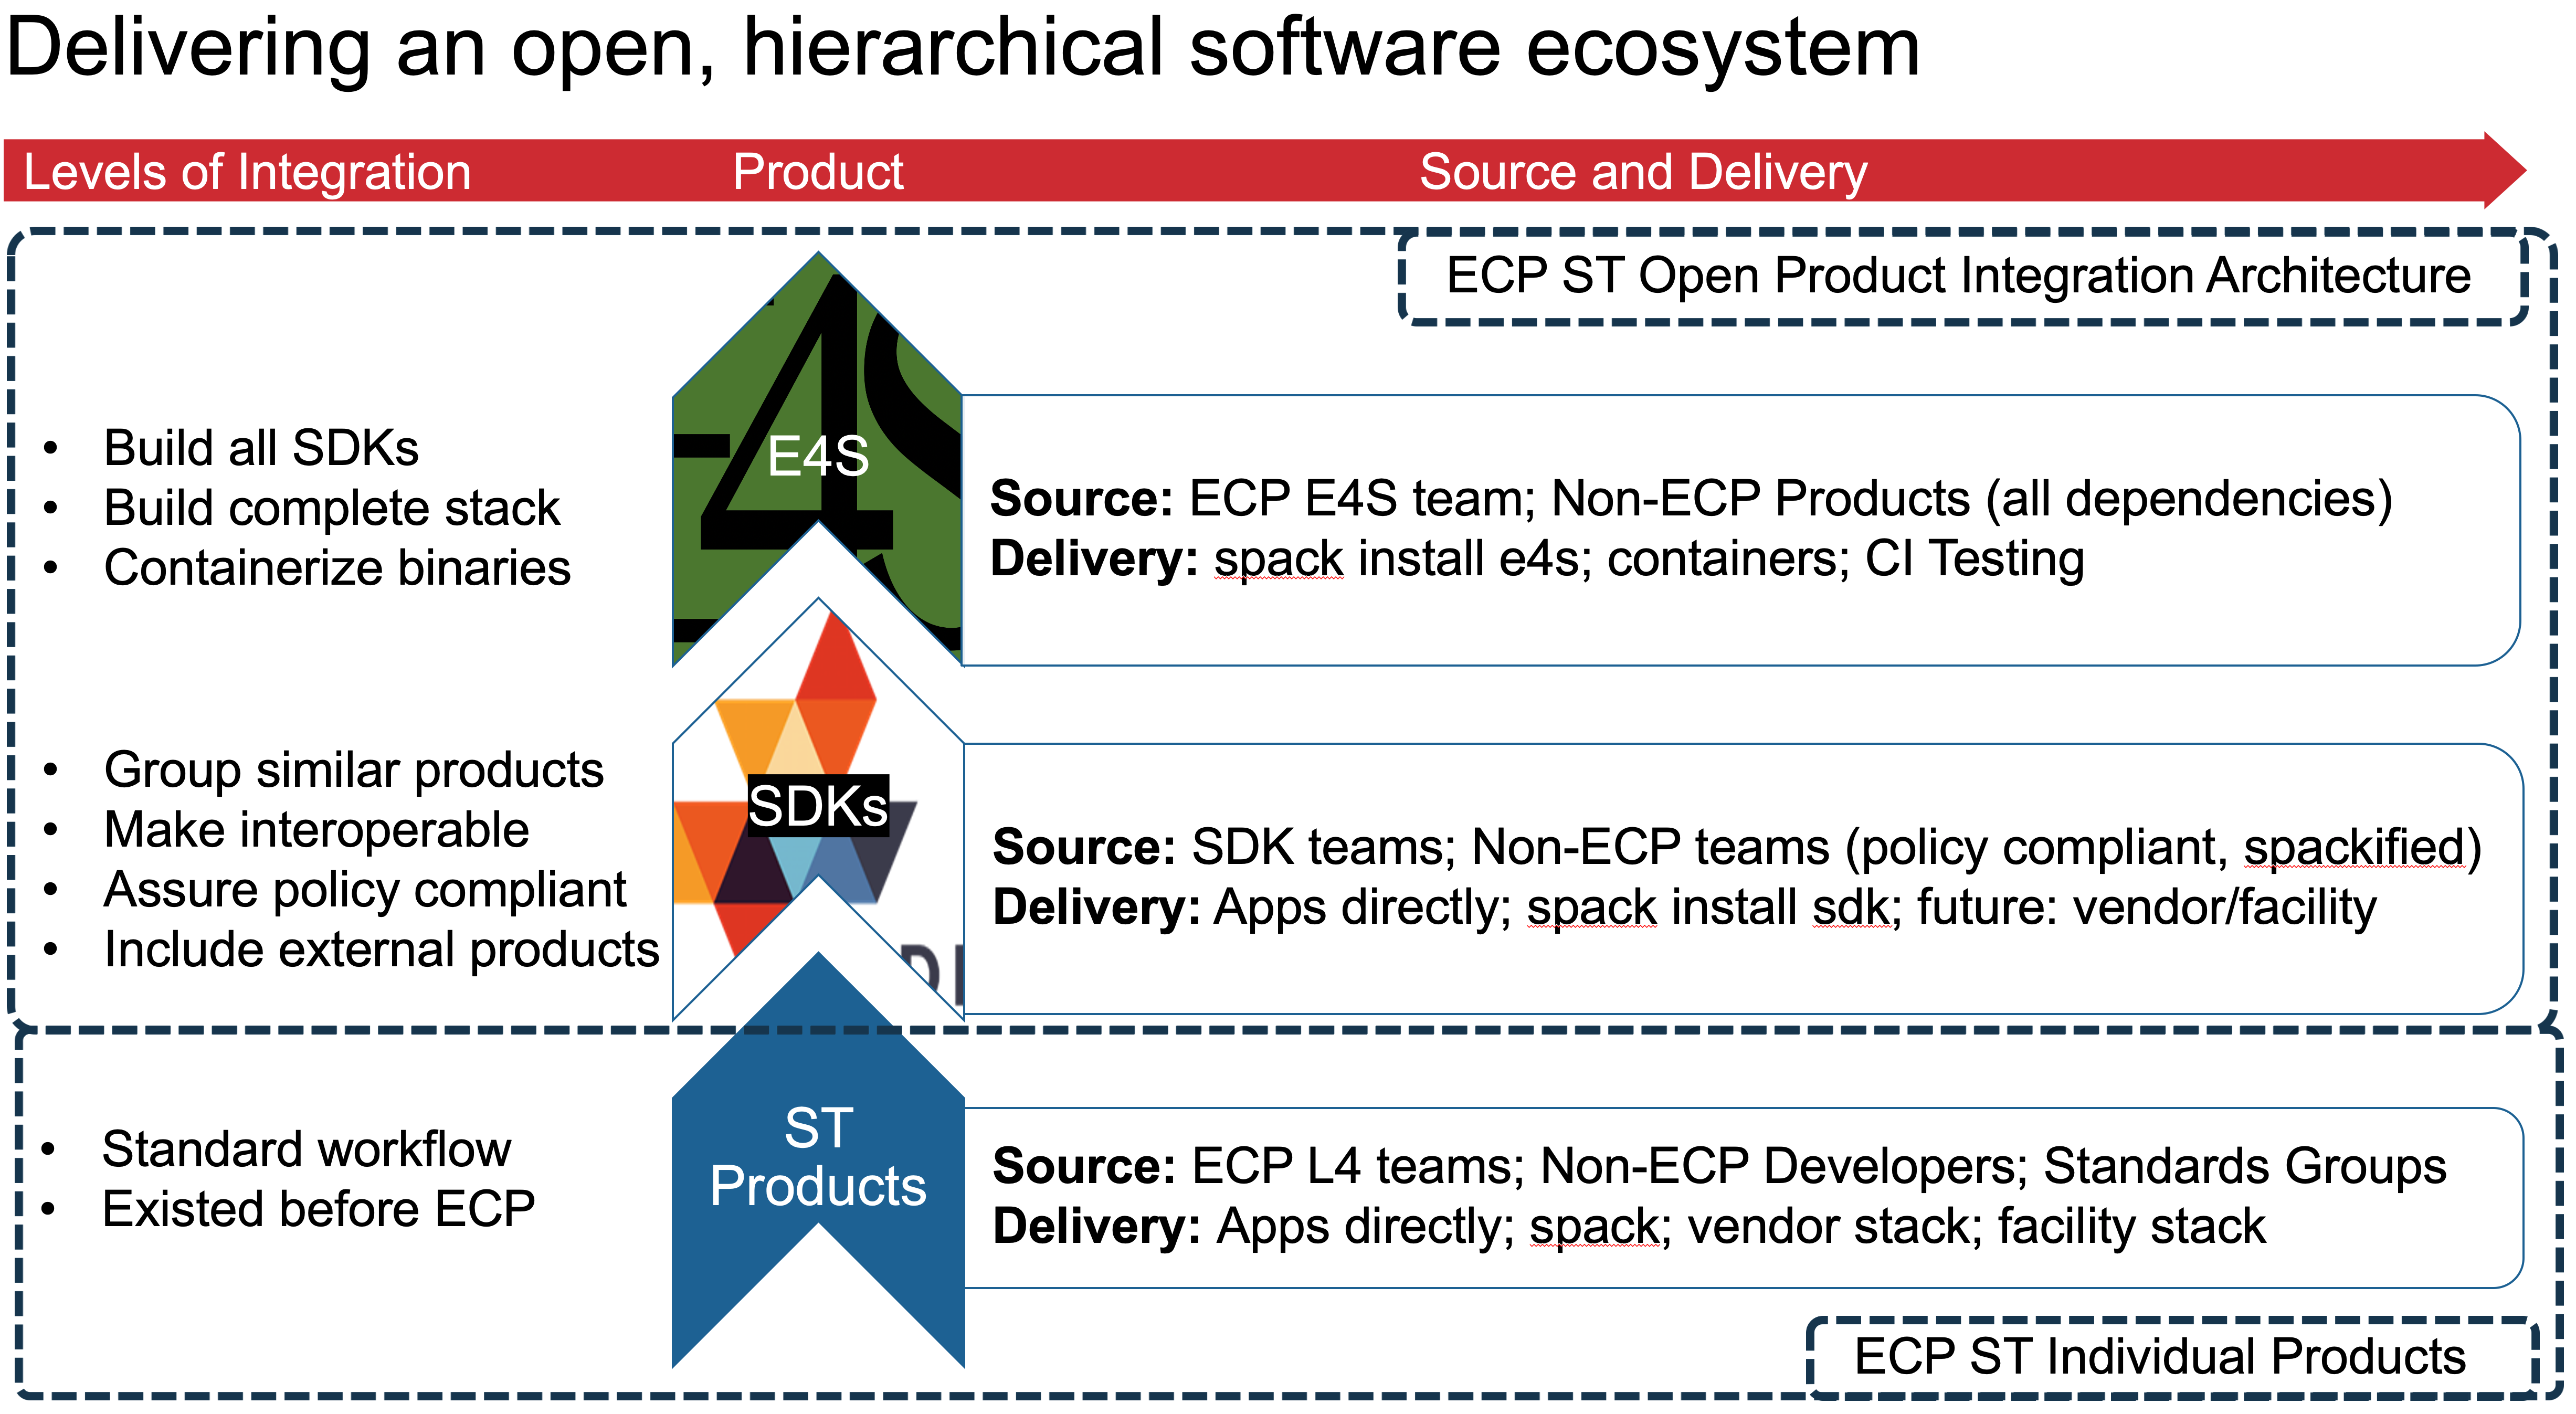 Delivering an open, hierarchical software ecosystem
Levels of Integration
Product
Source and Delivery
ECP ST Open Product Integration Architecture
• Build all SDKs
• Build complete stack
• Containerize binaries
E4S
Source: ECP E4S team; Non-ECP Products (all dependencies)
Delivery: spack install e4s; containers; CI Testing
• Group similar products
• Make interoperable
• Assure policy compliant
• Include external products
SDKs
Source: SDK teams; Non-ECP teams (policy compliant, spackified)
Delivery: Apps directly; spack install sdk; future: vendor/facility
• Standard workflow
• Existed before ECP
ST
Products
Source: ECP L4 teams; Non-ECP Developers; Standards Groups
Delivery: Apps directly; spack; vendor stack; facility stack
ECP ST Individual Products